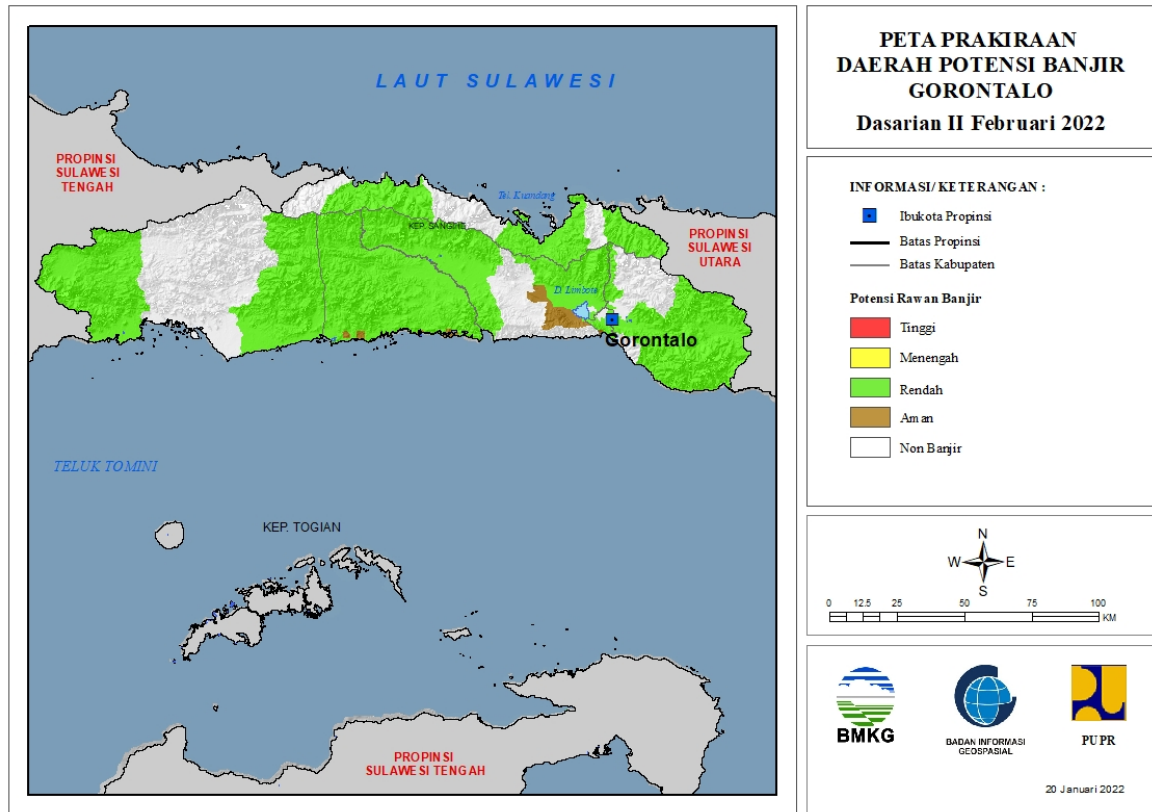 LAUT SULAWESI
PROPINSI
SULAWESI
TENGAH
Tel. Kuandang
KEP. SANGIHE
PROPINSI
SULAWESI
UTARA
D. Limboto
Gorontalo
TELUK TOMINI
KEP. TOGIAN
PROPINSI
SULAWESI TENGAH
PETA PRAKIRAAN
DAERAH POTENSI BANJIR
GORONTALO
Dasarian II Februari 2022
INFORMASI/KETERANGAN :
Ibukota Propinsi
Batas Propinsi
Batas Kabupaten
Potensi Rawan Banjir
Tinggi
Menengah
Rendah
Aman
Non Banjir
N
W E
S
0 12.5 25 50 75 100
KM
BMKG
BADAN INFORMASI
GEOSPASIAL
PUPR
20 Januari 2022